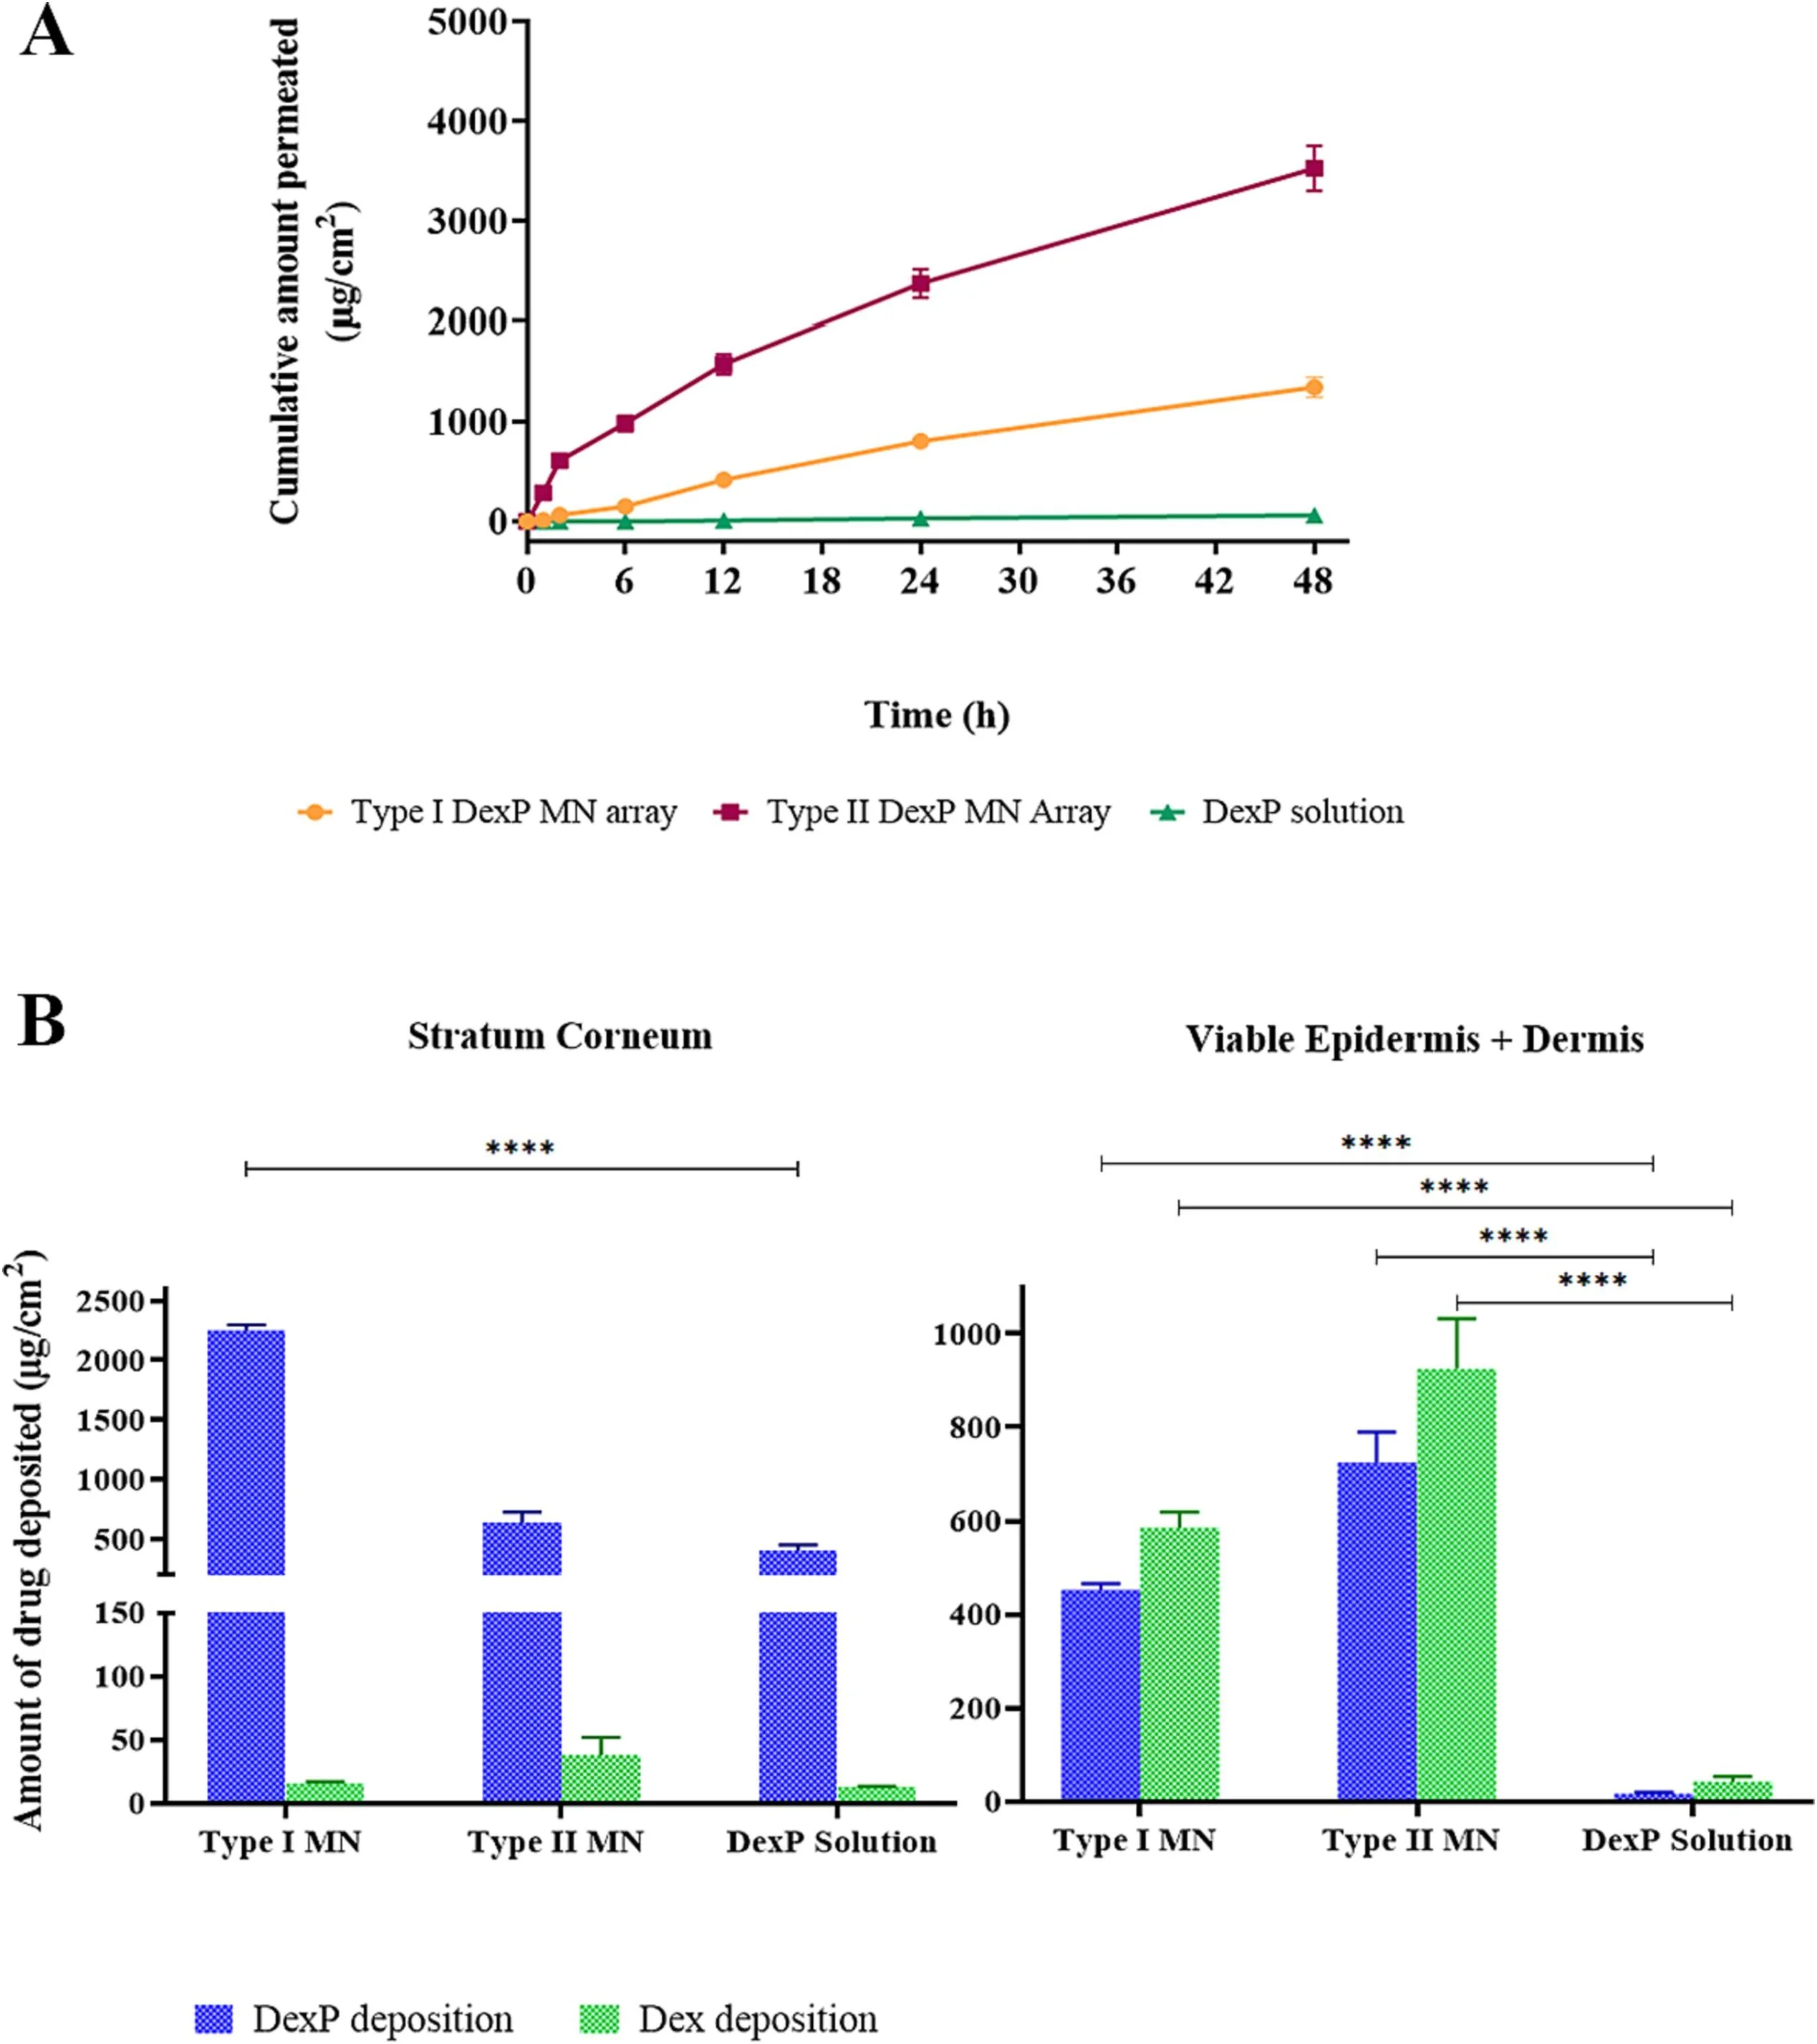 A
Cumulative amount permeated
(µg/cm²)
5000
4000
3000
2000
1000
0
0 6 12 18 24 30 36 42 48
Time (h)
Type I DexP MN array Type II DexP MN Array DexP solution
B
Stratum Corneum
Viable Epidermis + Dermis
****
****
****
****
****
Amount of drug deposited (µg/cm²)
2500
2000
1500
1000
500
150
100
50
0
Type I MN Type II MN DexP Solution
1000
800
600
400
200
0
Type I MN Type II MN DexP Solution
DexP deposition Dex deposition